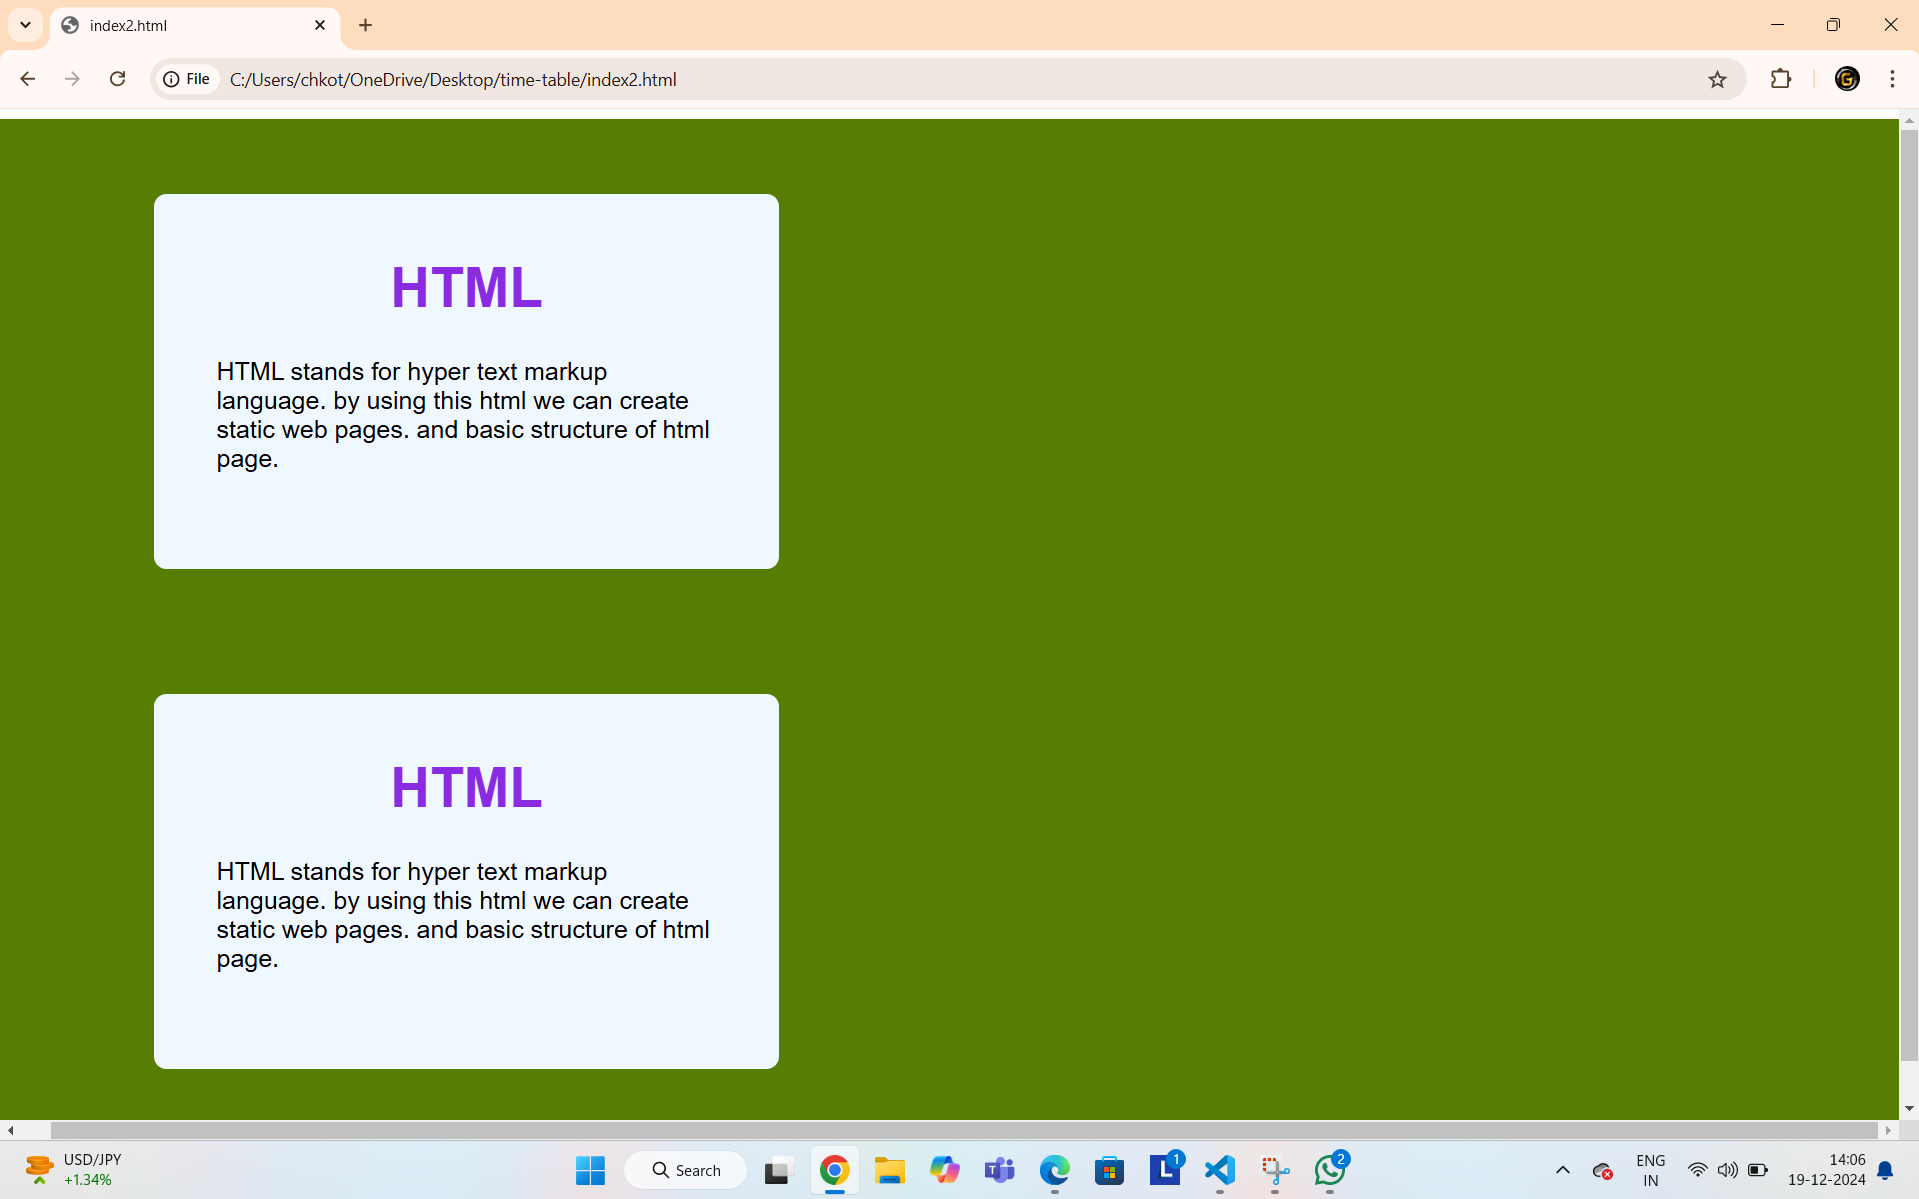 index2.html
File
C:/Users/chkot/OneDrive/Desktop/time-table/index2.html
G
HTML
HTML stands for hyper text markup
language. by using this html we can create
static web pages. and basic structure of html
page.
HTML
HTML stands for hyper text markup
language. by using this html we can create
static web pages. and basic structure of html
page.
USD/JPY
+1.34%
Search
T
L
1
2
ENG
IN
14:06
19-12-2024